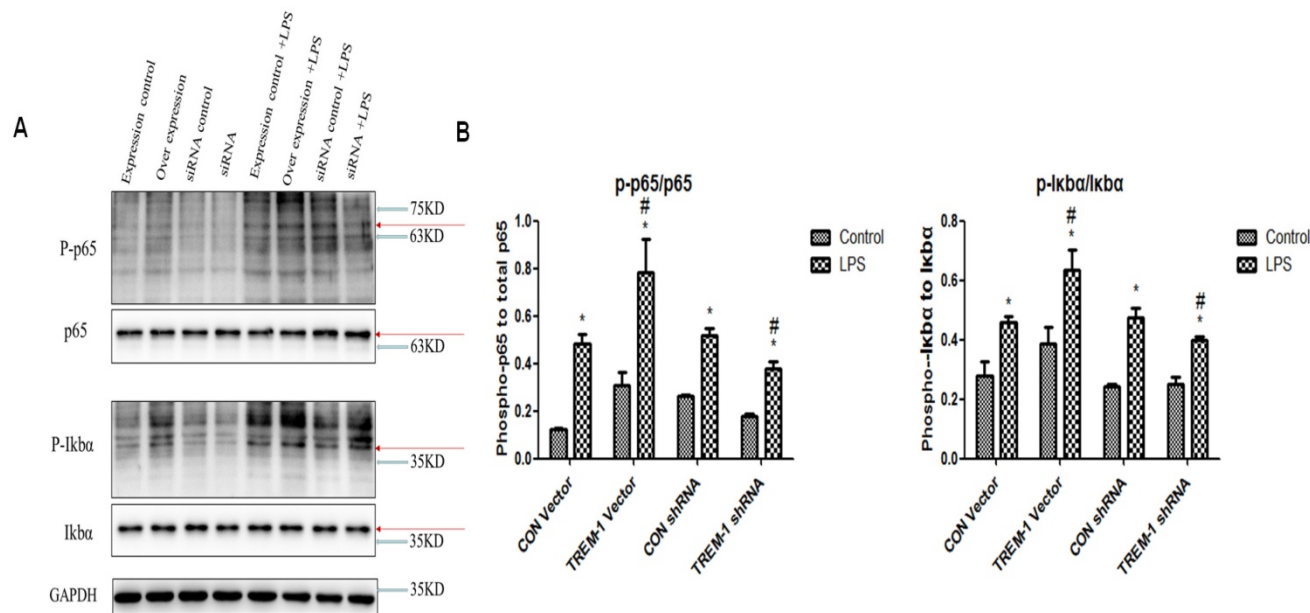 A
Expression control
Over expression
siRNA control
siRNA
Expression control +LPS
Over expression +LPS
siRNA control +LPS
siRNA +LPS
P-p65
75KD
63KD
p65
63KD
P-Ikbα
35KD
Ikbα
35KD
GAPDH
35KD
B
p-p65/p65
Phospho-p65 to total p65
1.0
0.8
0.6
0.4
0.2
0.0
*
#
*
*
#
*
Control
LPS
CON Vector
TREM-1 Vector
CON shRNA
TREM-1 shRNA
p-Iκbα/Iκbα
Phospho--Iκbα to Iκbα
0.8
0.6
0.4
0.2
0.0
*
#
*
*
#
*
Control
LPS
CON Vector
TREM-1 Vector
CON shRNA
TREM-1 shRNA